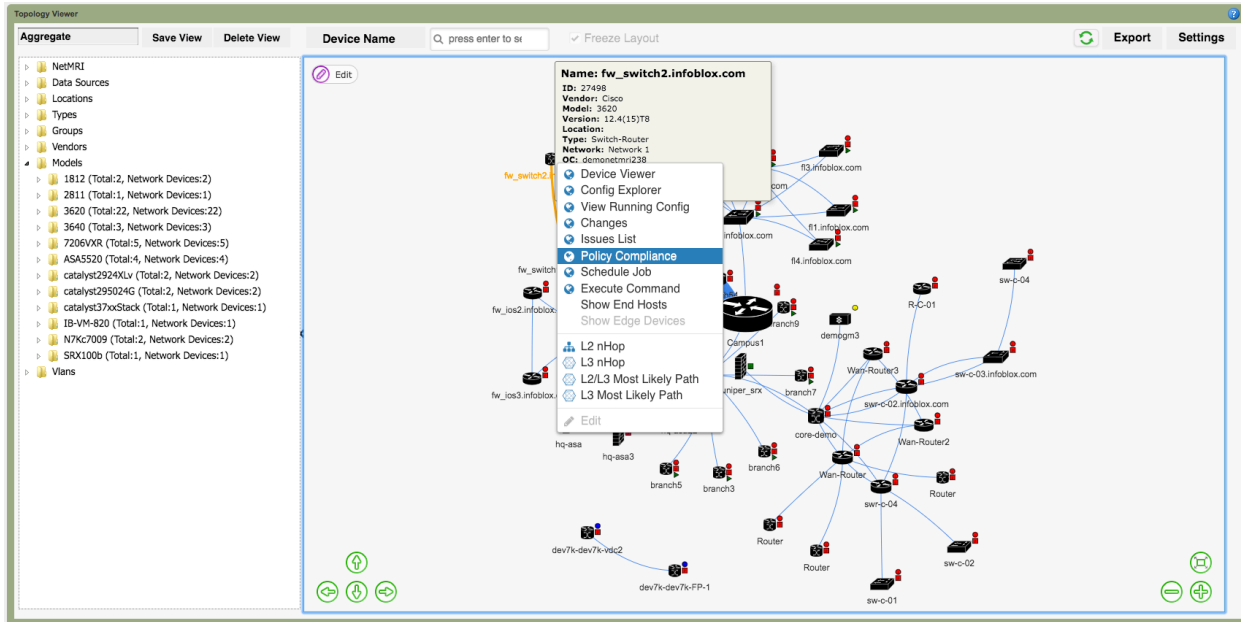 Topology Viewer
Aggregate
Save View
Delete View
Device Name
press enter to se
Freeze Layout
Export
Settings
NetMRI
Data Sources
Locations
Types
Groups
Vendors
Models
1812 (Total:2, Network Devices:2)
2811 (Total:1, Network Devices:1)
3620 (Total:22, Network Devices:22)
3640 (Total:3, Network Devices:3)
7206VXR (Total:5, Network Devices:5)
ASA5520 (Total:4, Network Devices:4)
catalyst2924XLv (Total:2, Network Devices:2)
catalyst295024G (Total:2, Network Devices:2)
catalyst37xxStack (Total:1, Network Devices:1)
IB-VM-820 (Total:1, Network Devices:1)
N7Kc7009 (Total:2, Network Devices:2)
SRX100b (Total:1, Network Devices:1)
Vlans
Edit
Name: fw_switch2.infoblox.com
ID: 27498
Vendor: Cisco
Model: 3620
Version: 12.4(15)T8
Location:
Type: Switch-Router
Network: Network 1
OC: demonetmri238
Device Viewer
Config Explorer
View Running Config
Changes
Issues List
Policy Compliance
Schedule Job
Execute Command
Show End Hosts
Show Edge Devices
L2 nHop
L3 nHop
L2/L3 Most Likely Path
L3 Most Likely Path
Edit
fw_switch2.i
com
fl3.infoblox.com
infoblox.com
fl1.infoblox.com
fl4.infoblox.com
fw_switch
fw_ios2.infoblox.
sw-c-04
R-C-01
ranch9
demogm3
Campus1
Wan-Router3
sw-c-03.infoblox.com
fw_ios3.infoblox.
uniper_srx
branch7
swr-c-02.infoblox.com
core-demo
Wan-Router2
hq-asa
hq-asa3
branch6
branch5
branch3
Wan-Router
Router
swr-c-04
Router
dev7k-dev7k-vdc2
Router
sw-c-02
dev7k-dev7k-FP-1
sw-c-01